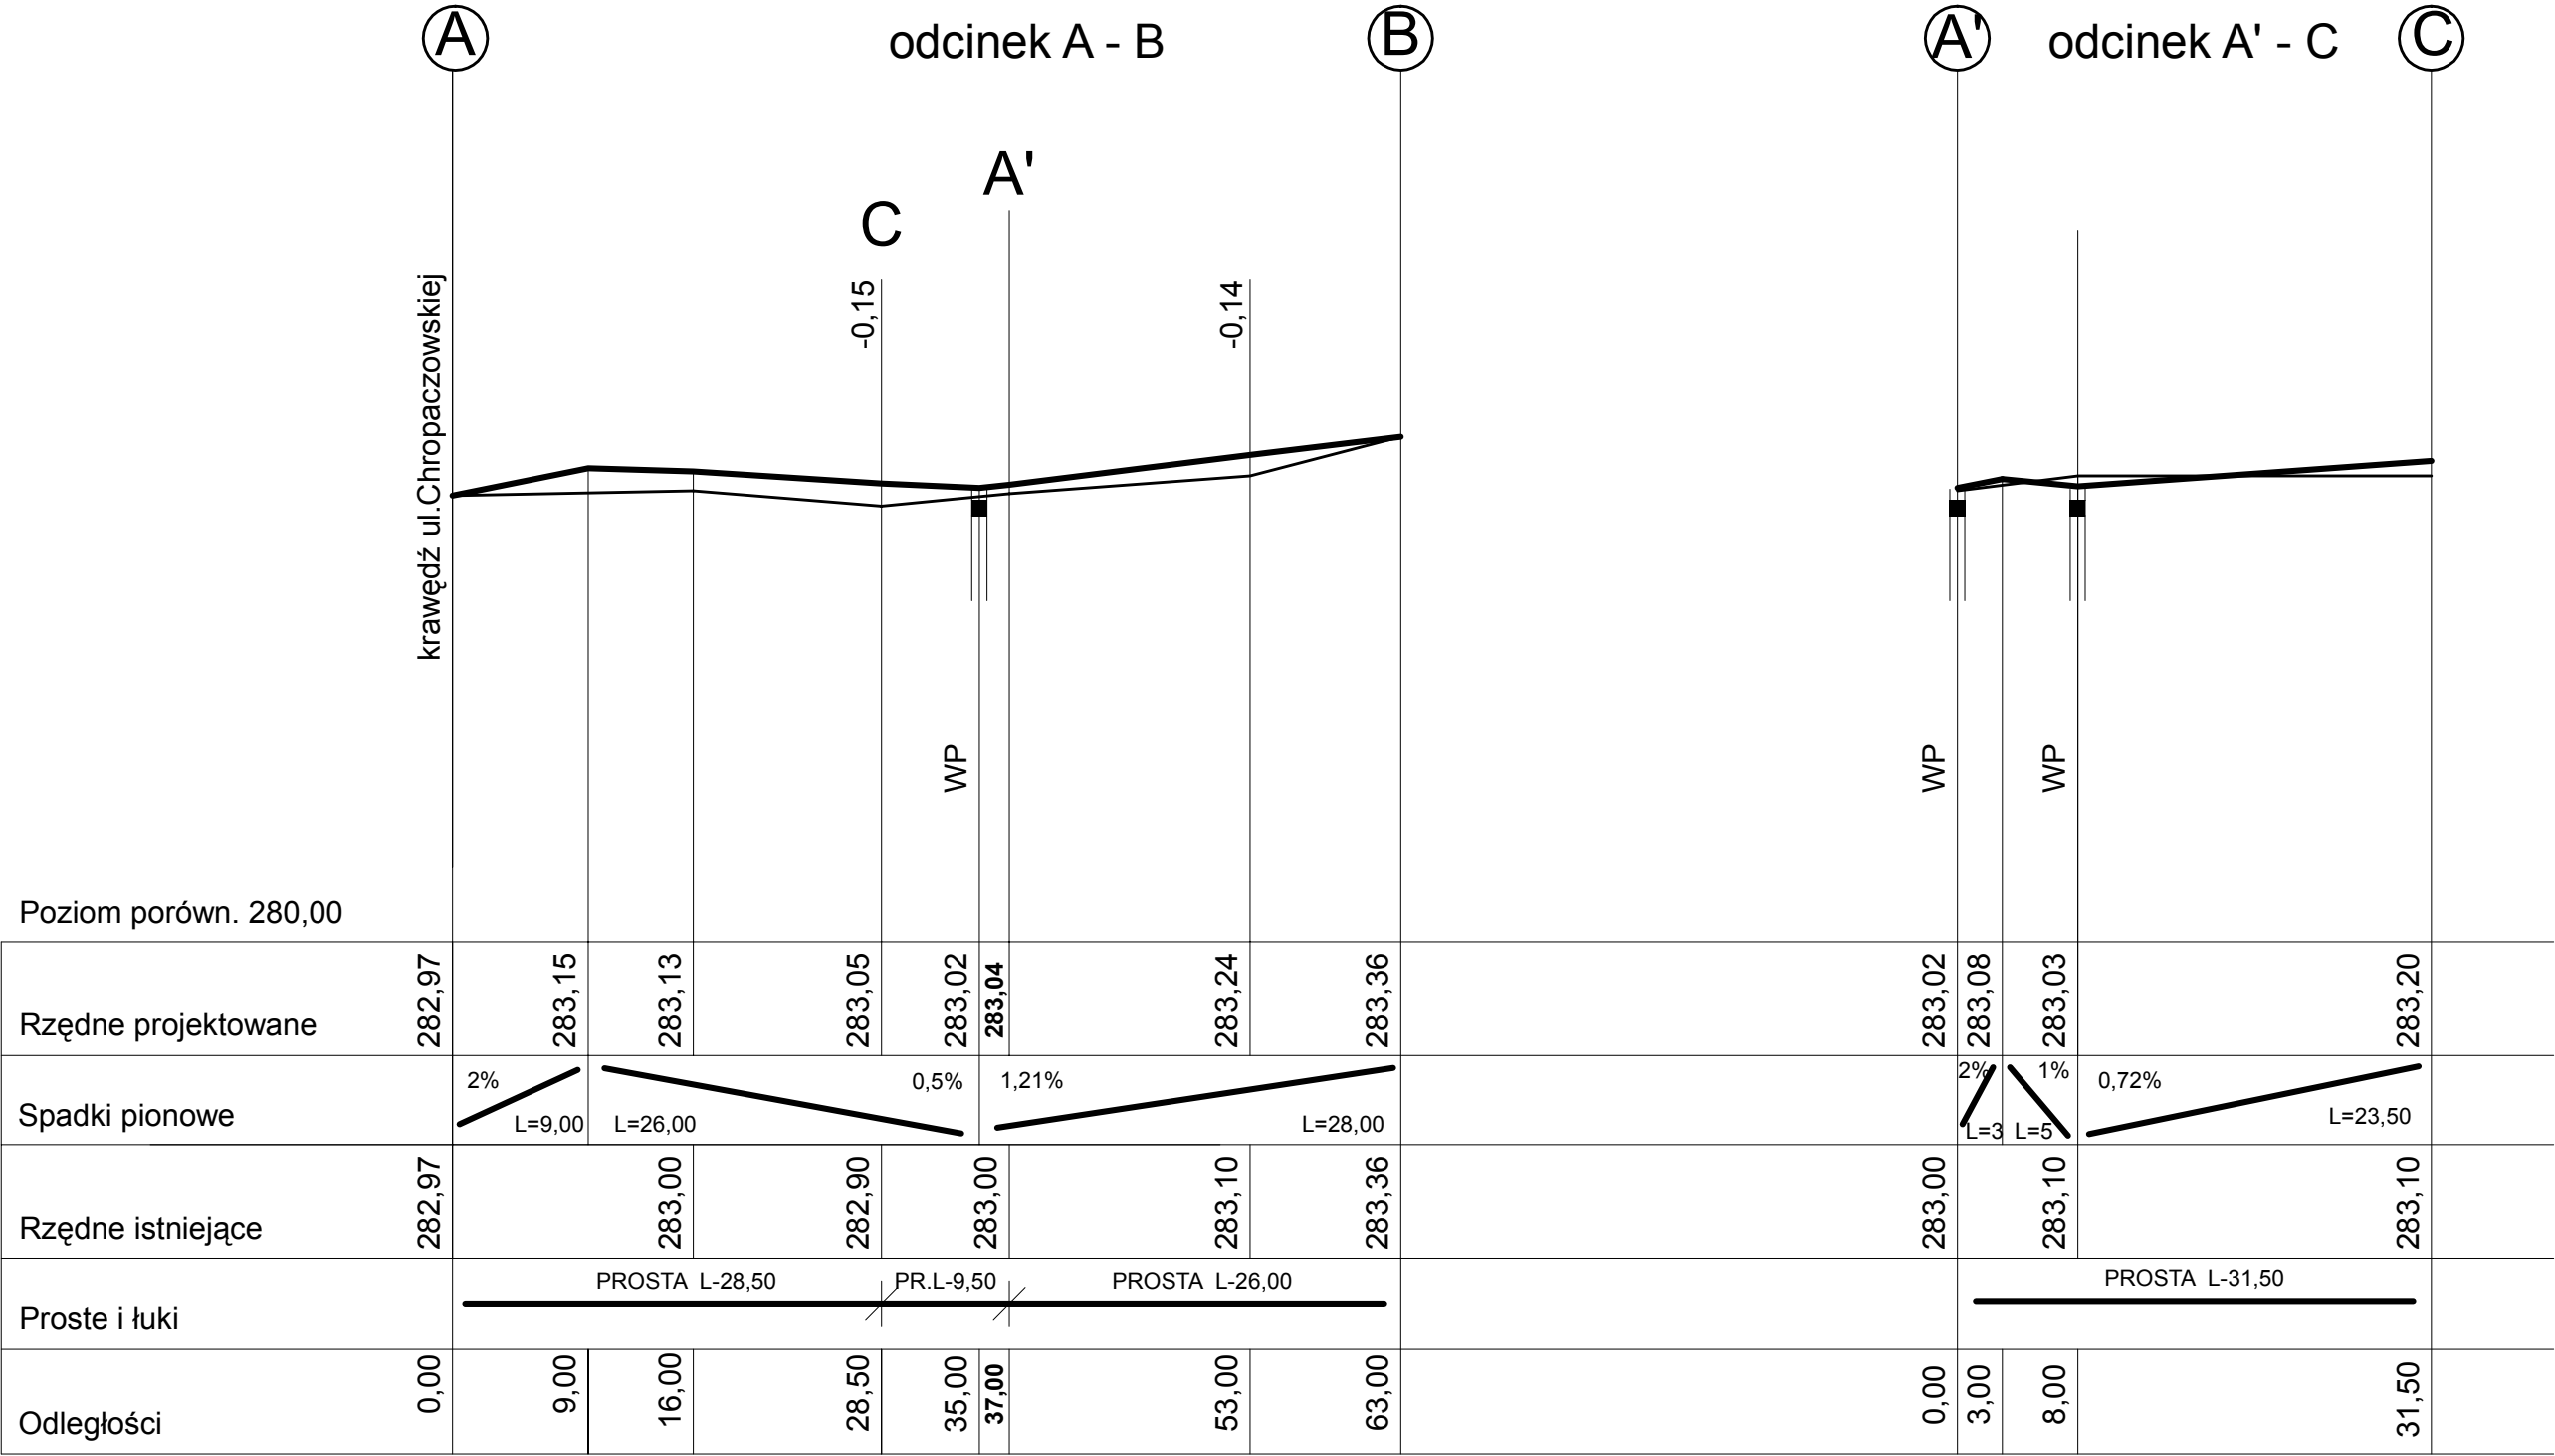 A odcinek A - B B A' odcinek A' - C C
A'
C
krawędź ul.Chropaczowskiej
-0,15
-0,14
WP
WP
WP
Poziom porówn. 280,00
Rzędne projektowane 282,97 283,15 283,13 283,05 283,02 283,04 283,24 283,36 283,02 283,08 283,03 283,20
Spadki pionowe
2% 0,5% 1,21% 2% 1% 0,72%
L=9,00 L=26,00 L=28,00 L=3 L=5 L=23,50
Rzędne istniejące 282,97 283,00 282,90 283,00 283,10 283,36 283,00 283,10 283,10
Proste i łuki
PROSTA L-28,50 PR.L-9,50 PROSTA L-26,00 PROSTA L-31,50
Odległości 0,00 9,00 16,00 28,50 35,00 37,00 53,00 63,00 0,00 3,00 8,00 31,50